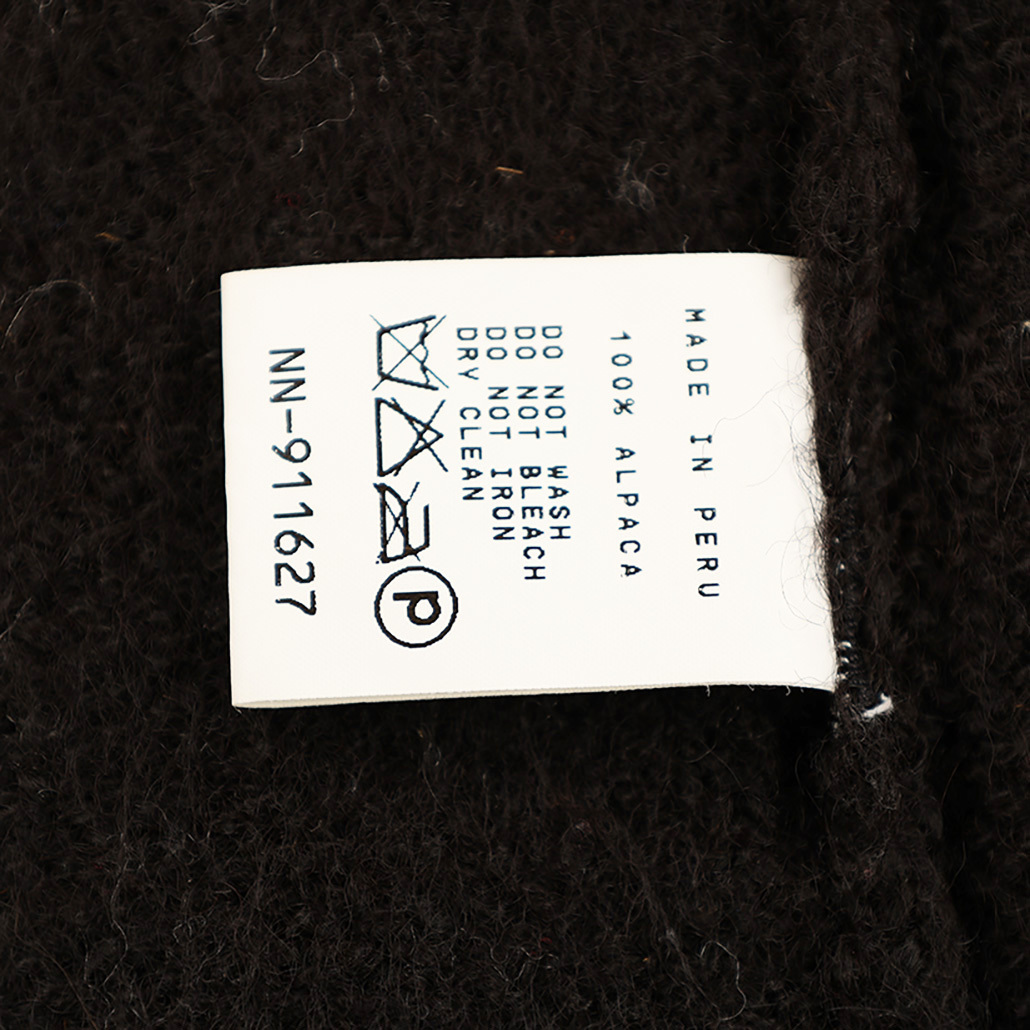 MADE IN PERU
100% ALPACA
DO NOT WASH
DO NOT BLEACH
DO NOT IRON
DRY CLEAN
P
NN-911627